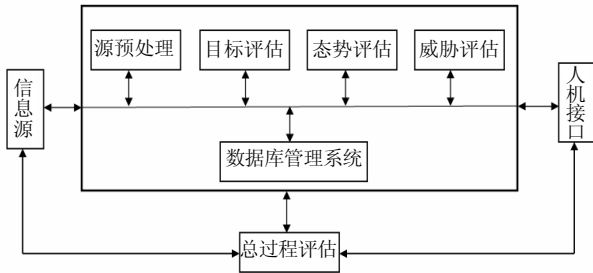 源预处理
目标评估
态势评估
威胁评估
信息源
人机接口
数据库管理系统
总过程评估